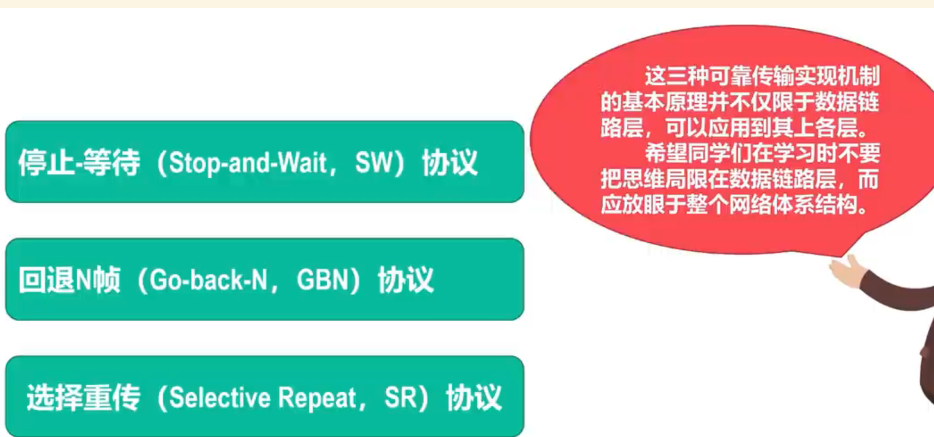 停止-等待（Stop-and-Wait，SW）协议
回退N帧（Go-back-N，GBN）协议
选择重传（Selective Repeat，SR）协议
这三种可靠传输实现机制
的基本原理并不仅限于数据链
路层，可以应用到其上各层。
希望同学们在学习时不要
把思维局限在数据链路层，而
应放眼于整个网络体系结构。